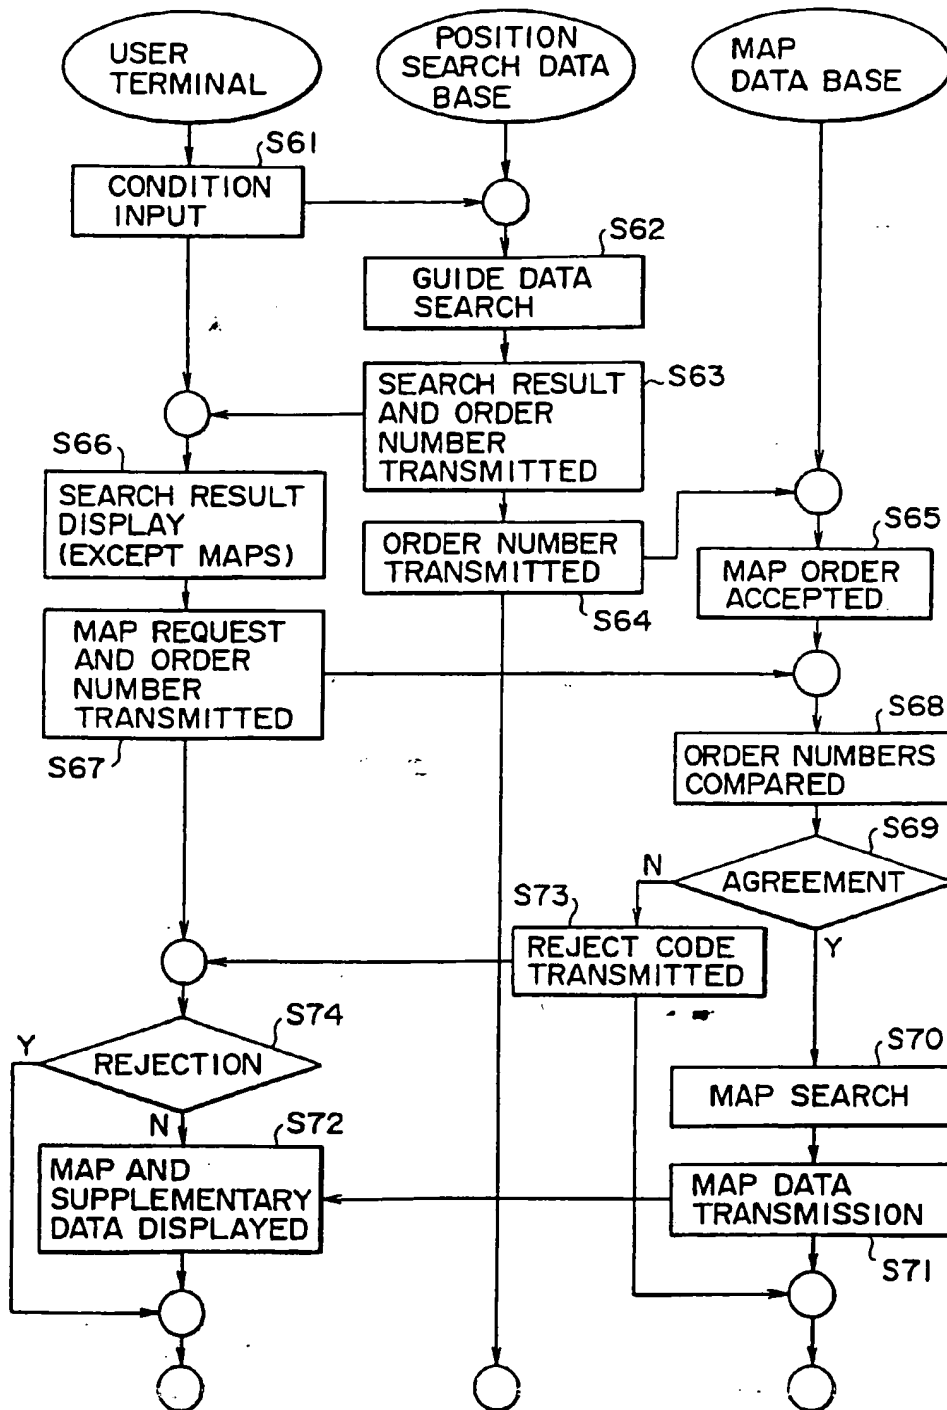 USER
TERMINAL
POSITION
SEARCH DATA
BASE
MAP
DATA BASE
S61
CONDITION
INPUT
S62
GUIDE DATA
SEARCH
S63
SEARCH RESULT
AND ORDER
NUMBER
TRANSMITTED
S66
SEARCH RESULT
DISPLAY
(EXCEPT MAPS)
ORDER NUMBER
TRANSMITTED
S64
S65
MAP ORDER
ACCEPTED
MAP REQUEST
AND ORDER
NUMBER
TRANSMITTED
S67
S68
ORDER NUMBERS
COMPARED
S69
AGREEMENT
N
Y
S73
REJECT CODE
TRANSMITTED
S74
REJECTION
Y
N
S70
MAP SEARCH
S72
MAP AND
SUPPLEMENTARY
DATA DISPLAYED
MAP DATA
TRANSMISSION
S71